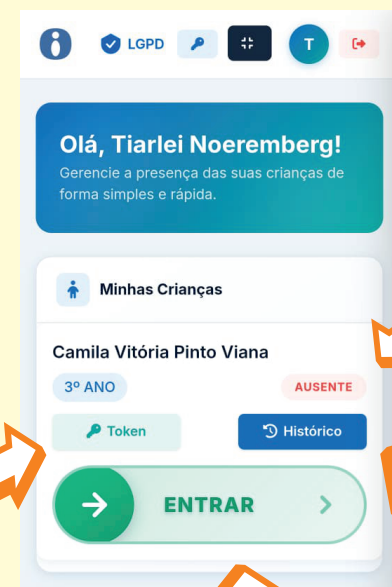 LGPD
T
Olá, Tiarlei Noeremberg!
Gerencie a presença das suas crianças de
forma simples e rápida.
Minhas Crianças
Camila Vitória Pinto Viana
3º ANO
AUSENTE
Token
Histórico
ENTRAR